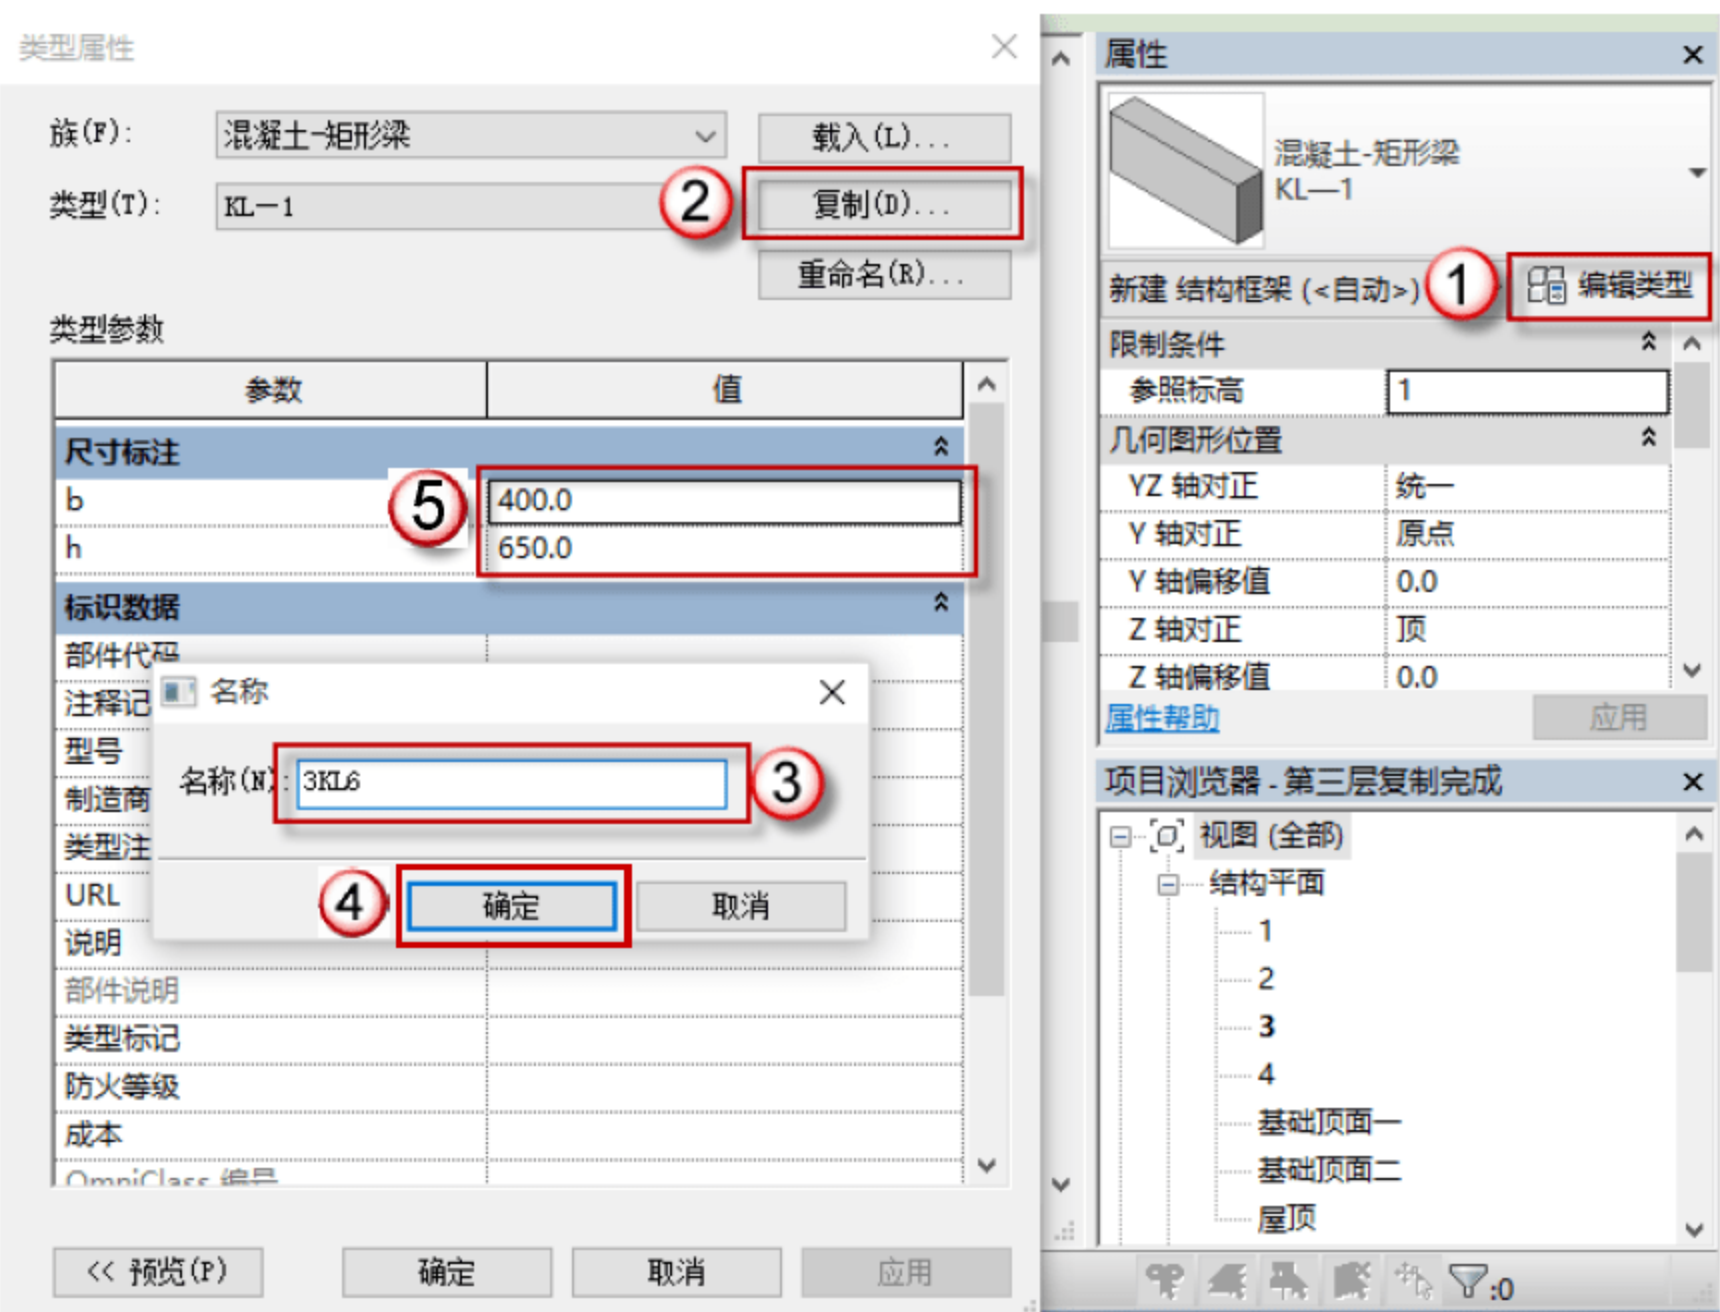 类型属性
族(F):
混凝土-矩形梁
载入(L)...
类型(T):
KL—1
②
复制(D)...
重命名(R)...
类型参数
参数
值
尺寸标注
b
⑤
400.0
h
650.0
标识数据
部件代码
注释记
型号
制造商
类型注
URL
说明
部件说明
类型标记
防火等级
成本
OmniClass 编号
名称
名称(N):
3KL6
③
④
确定
取消
<< 预览(P)
确定
取消
应用
属性
混凝土-矩形梁
KL—1
新建 结构框架 (<自动>)
①
编辑类型
限制条件
参照标高
1
几何图形位置
YZ 轴对正
统一
Y 轴对正
原点
Y 轴偏移值
0.0
Z 轴对正
顶
Z 轴偏移值
0.0
属性帮助
应用
项目浏览器 - 第三层复制完成
视图 (全部)
结构平面
1
2
3
4
基础顶面一
基础顶面二
屋顶
:0